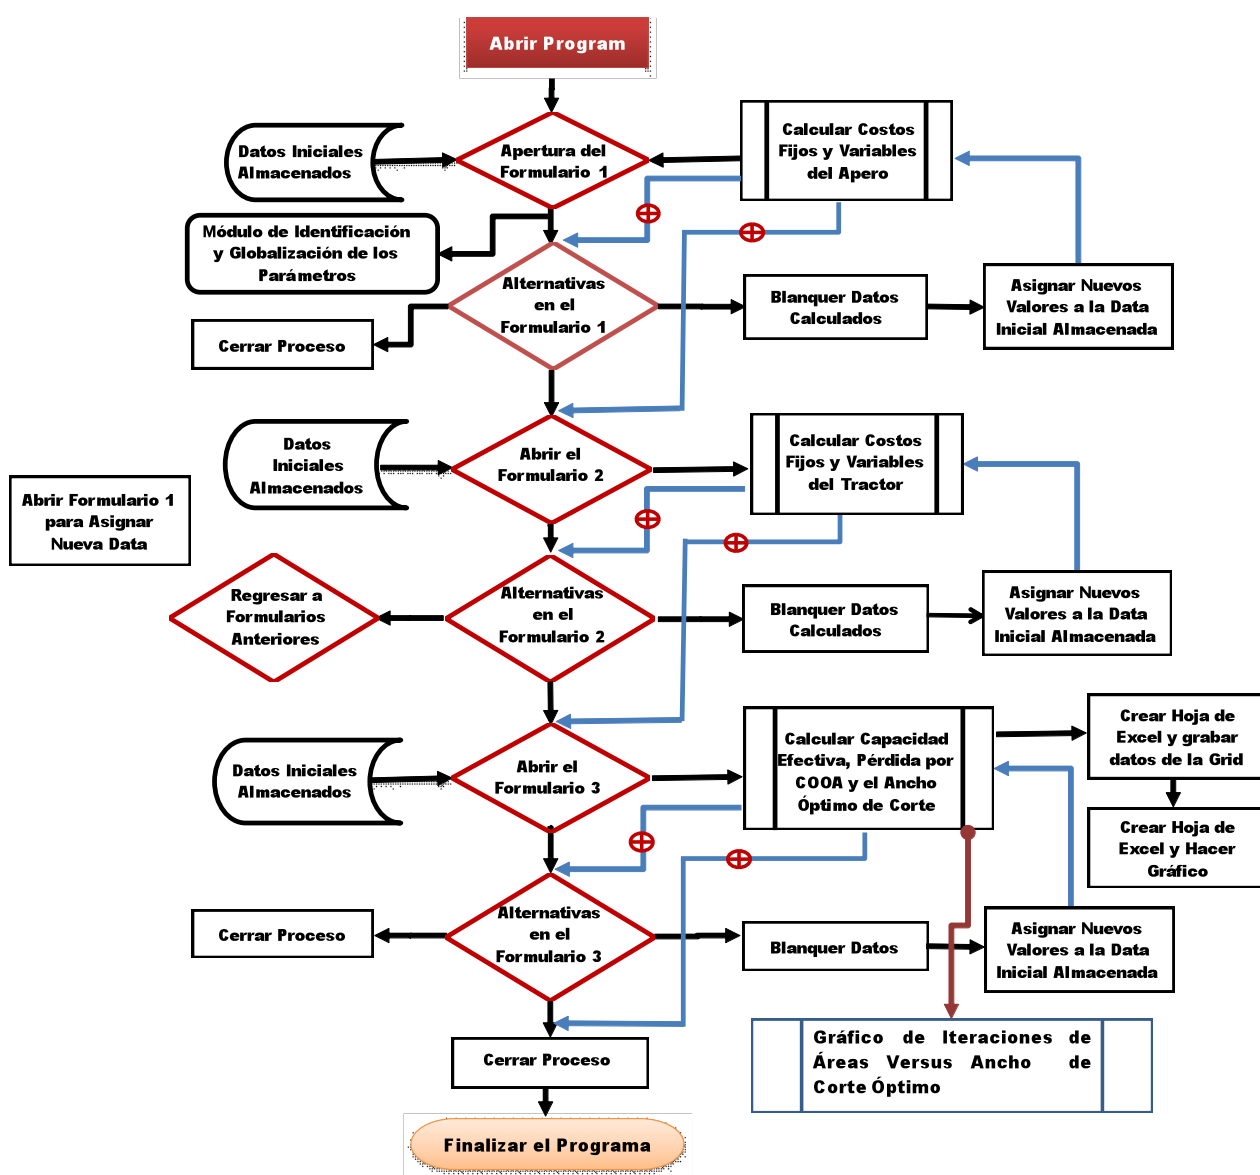 Abrir Program
Datos Iniciales
Almacenados
Apertura del
Formulario 1
Calcular Costos
Fijos y Variables
del Apero
Módulo de Identificación
y Globalización de los
Parámetros
Alternativas
en el
Formulario 1
Blanquer Datos
Calculados
Asignar Nuevos
Valores a la Data
Inicial Almacenada
Cerrar Proceso
Datos
Iniciales
Almacenados
Abrir el
Formulario 2
Calcular Costos
Fijos y Variables
del Tractor
Abrir Formulario 1
para Asignar
Nueva Data
Regresar a
Formularios
Anteriores
Alternativas
en el
Formulario 2
Blanquer Datos
Calculados
Asignar Nuevos
Valores a la Data
Inicial Almacenada
Datos Iniciales
Almacenados
Abrir el
Formulario 3
Calcular Capacidad
Efectiva, Pérdida por
COOA y el Ancho
Óptimo de Corte
Crear Hoja de
Excel y grabar
datos de la Grid
Crear Hoja de
Excel y Hacer
Gráfico
Cerrar Proceso
Alternativas
en el
Formulario 3
Blanquer Datos
Asignar Nuevos
Valores a la Data
Inicial Almacenada
Cerrar Proceso
Gráfico de Iteraciones de
Áreas Versus Ancho de
Corte Óptimo
Finalizar el Programa